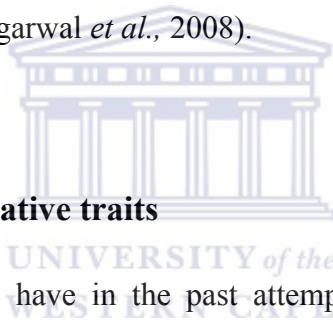 garwal et al., 2008).
ative traits
UNIVERSITY of the
have in the past attemp
WESTERN CAPE